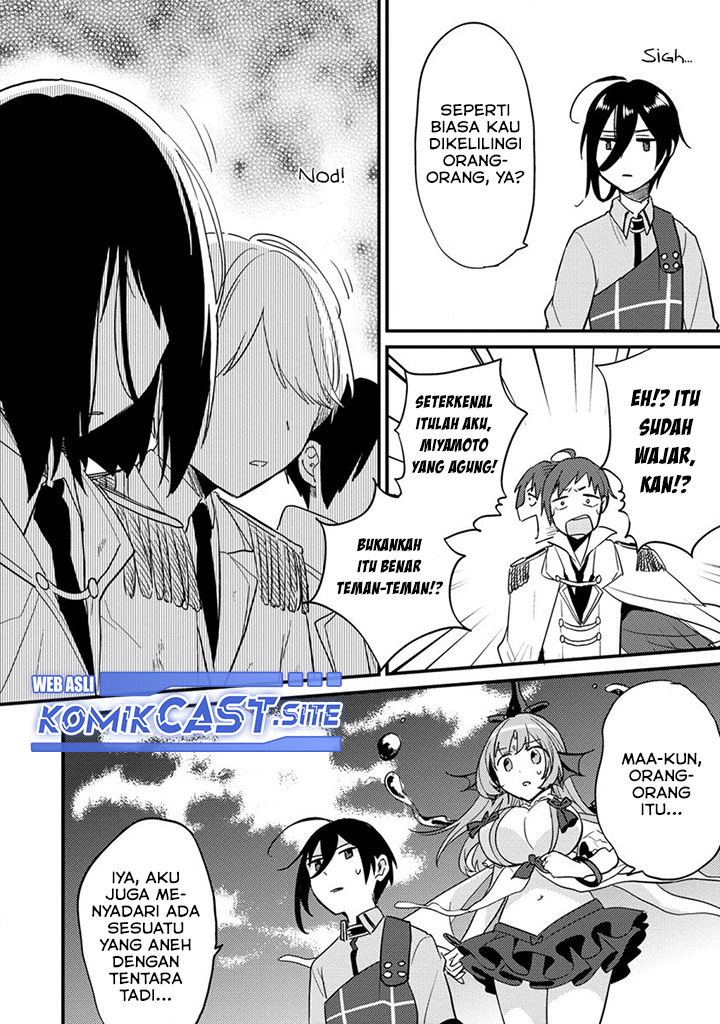 Sigh...
SEPERTI
BIASA KAU
DIKELILINGI
ORANG-
ORANG, YA?
EH!? ITU
SUDAH
WAJAR,
KAN!?
SETERKENAL
ITULAH AKU,
MIYAMOTO
YANG AGUNG!
BUKANKAH
ITU BENAR
TEMAN-TEMAN!?
Nod!
WEB ASLI
KOMIKCAST.SITE
MAA-KUN,
ORANG-
ORANG
ITU...
IYA, AKU
JUGA ME-
NYADARI ADA
SESUATU
YANG ANEH
DENGAN
TENTARA
TADI...